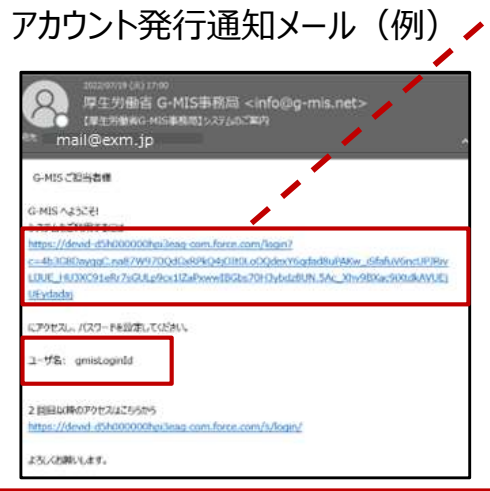 アカウント発行通知メール（例）
2022/07/19 (火) 17:00
厚生労働省 G-MIS事務局 <info@g-mis.net>
【厚生労働省G-MIS事務局】システムのご案内
宛先 mail@exm.jp
G-MIS ご担当者様
G-MIS へようこそ!
https://devid-d5h000000hpi3eag.com.force.com/login?
にアクセスし、パスワードを設定してください。
ユーザ名: gmisLoginId
2 回目以降のアクセスはこちらから
https://devid-d5h000000hpi3eag.com.force.com/s/login/
よろしくお願いします。